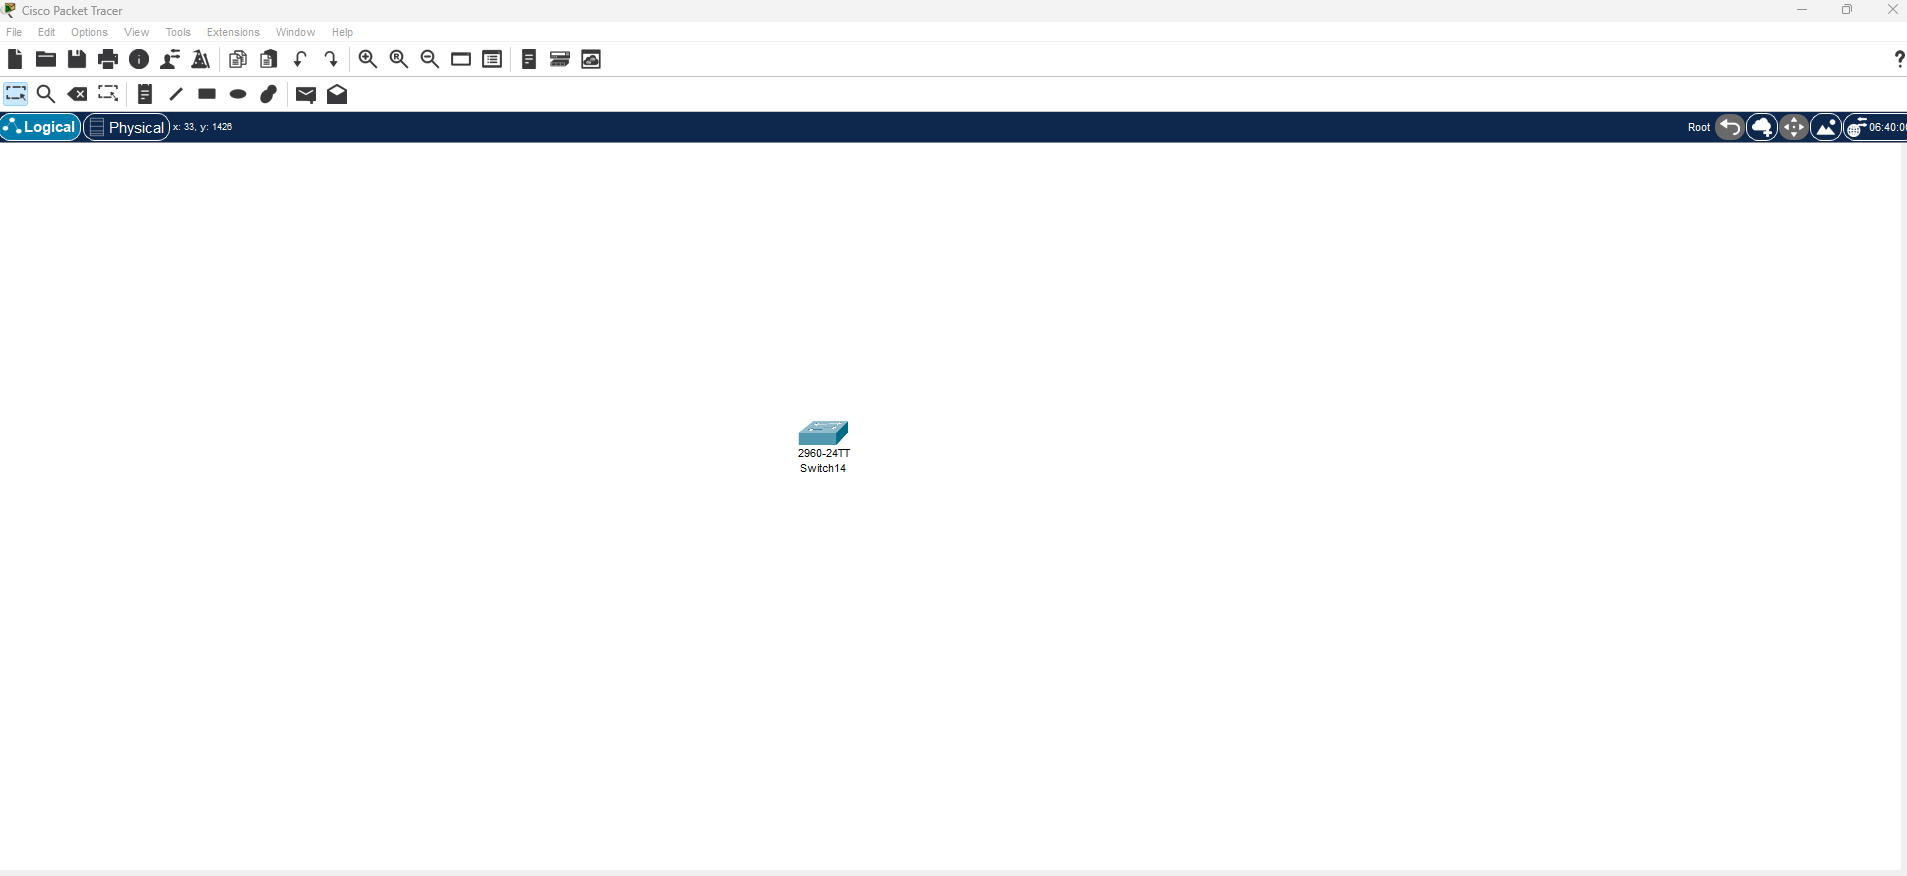 Cisco Packet Tracer
File Edit Options View Tools Extensions Window Help
Logical Physical x: 33, y: 1426 Root 06:40:00
2960-24TT
Switch14